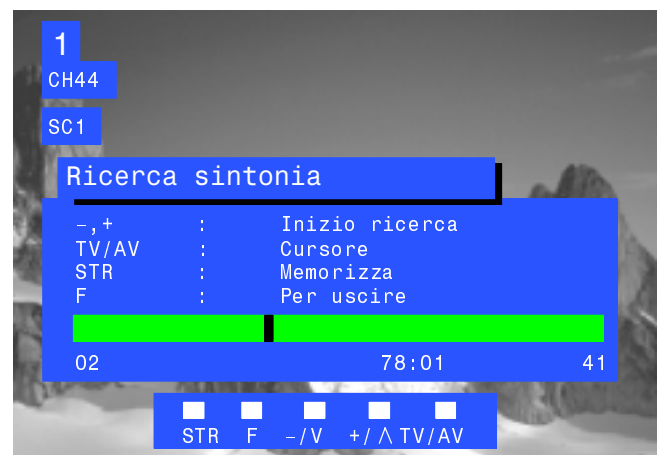 1
CH44
SC1
Ricerca sintonia
-,+ : Inizio ricerca
TV/AV : Cursore
STR : Memorizza
F : Per uscire
02 78:01 41
STR F -/V +/Λ TV/AV